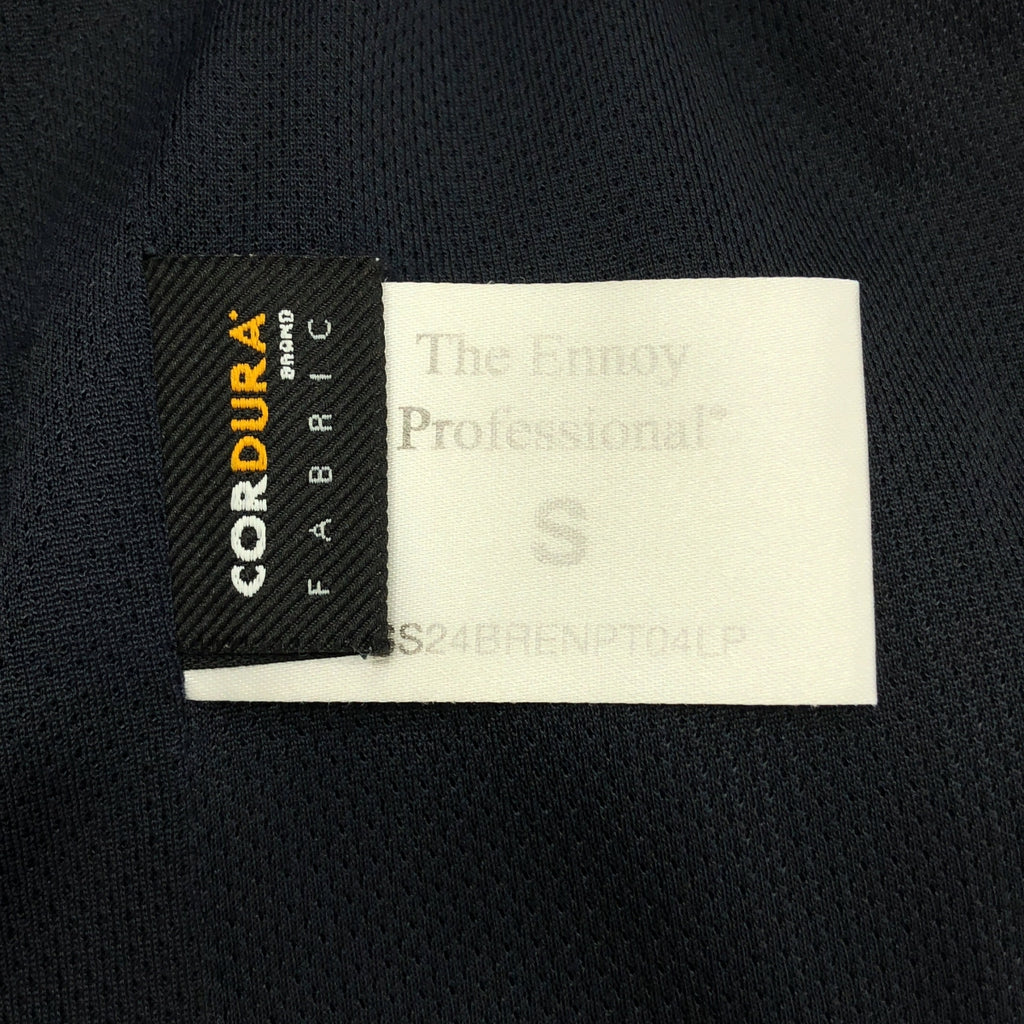 CORDURA
BRAND
FABRIC
The Ennoy
Professional
S
SS24BRENPT04LP